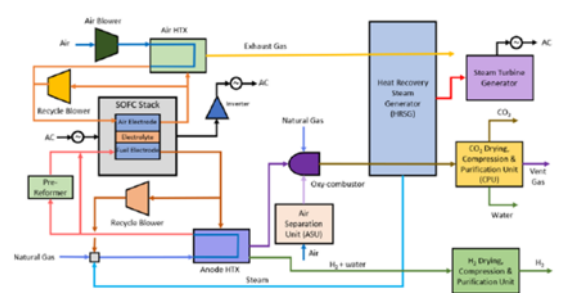 Air Blower
Air HTX
Air
Exhaust Gas
AC
Recycle Blower
SOFC Stack
AC
Inverter
Heat Recovery
Steam
Generator
(HRSG)
Steam Turbine
Generator
Air Electrode
Electrolyte
Fuel Electrode
AC
Natural Gas
CO₂
CO₂ Drying,
Compression &
Purification Unit
(CPU)
Vent
Gas
Oxy-combustor
Pre-
Reformer
Recycle Blower
Air
Separation
Unit (ASU)
Water
Air
Natural Gas
Anode HTX
Steam
H₂ + water
H₂ Drying,
Compression &
Purification Unit
H₂